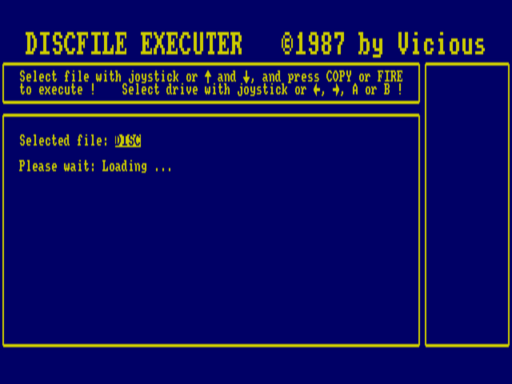 DISCFILE EXECUTER ©1987 by Vicious
Select file with joystick or ↑ and ↓, and press COPY or FIRE
to execute ! Select drive with joystick or ←, →, A or B !
Selected file: DISC
Please wait: Loading ...